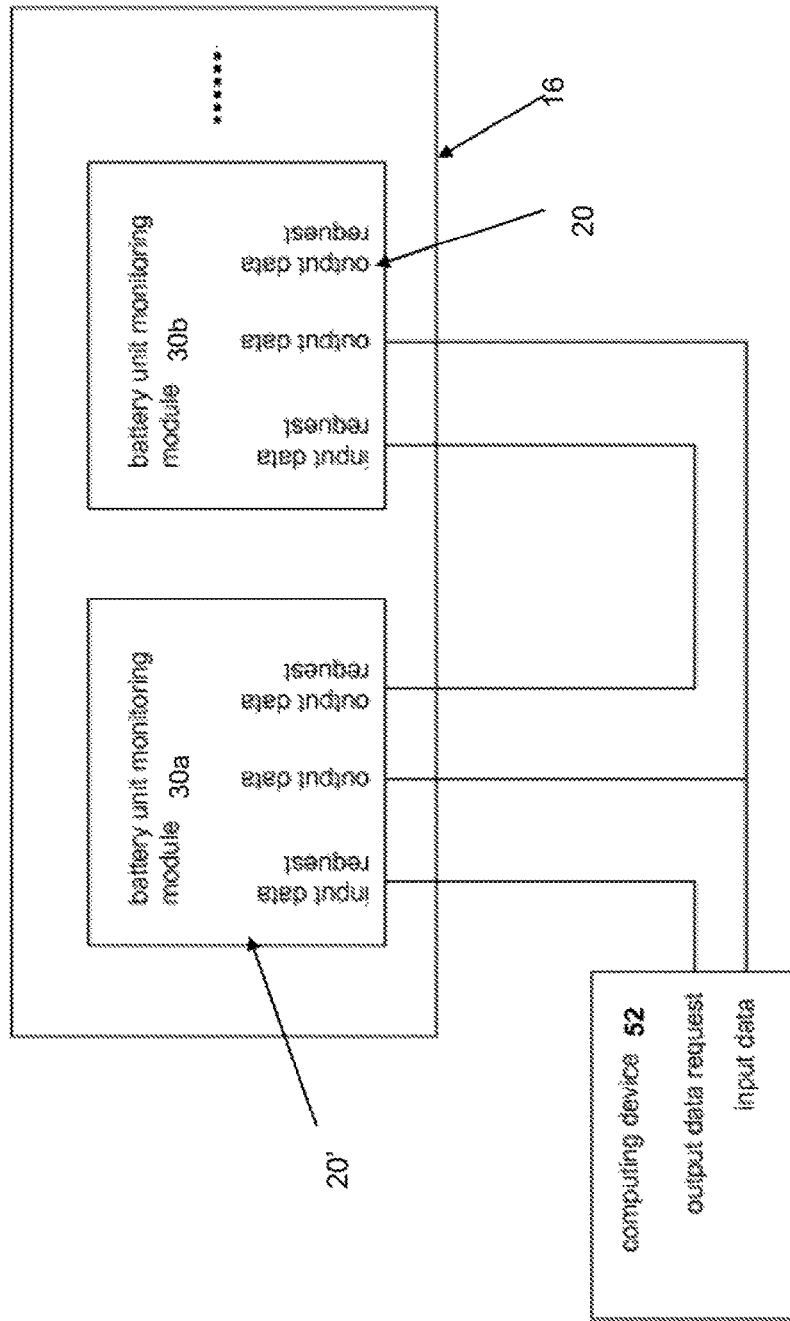 battery unit monitoring
module 30a
input data
request
output data
output data
request
20'
battery unit monitoring
module 30b
input data
request
output data
output data
request
20
16
computing device 52
output data request
input data